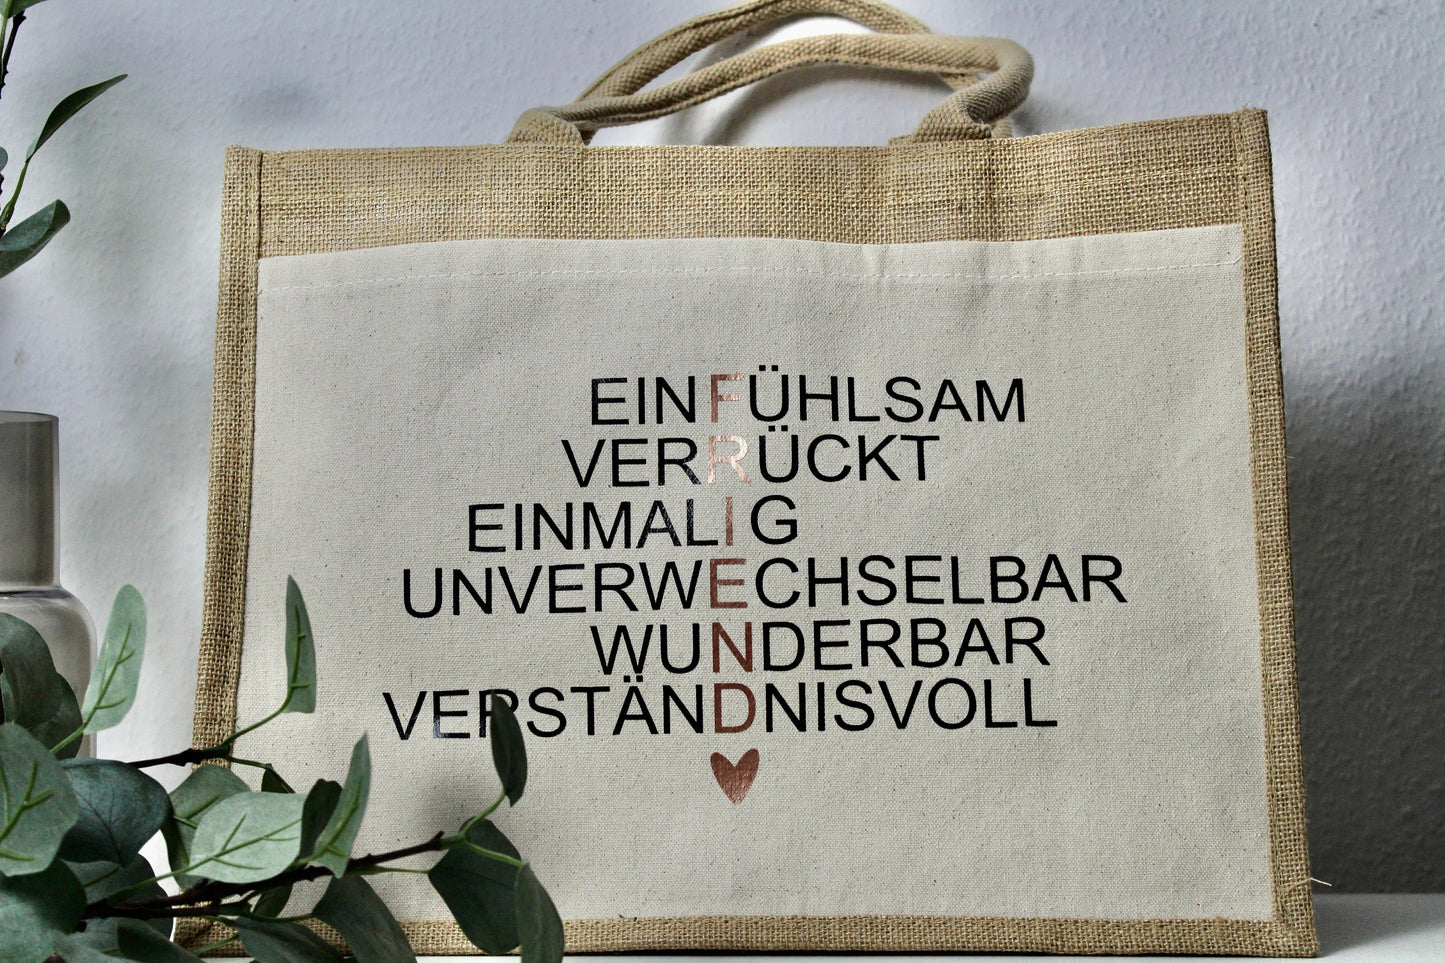 EINFÜHLSAM
VERRÜCKT
EINMALIG
UNVERWECHSELBAR
WUNDERBAR
VERSTÄNDNISVOLL